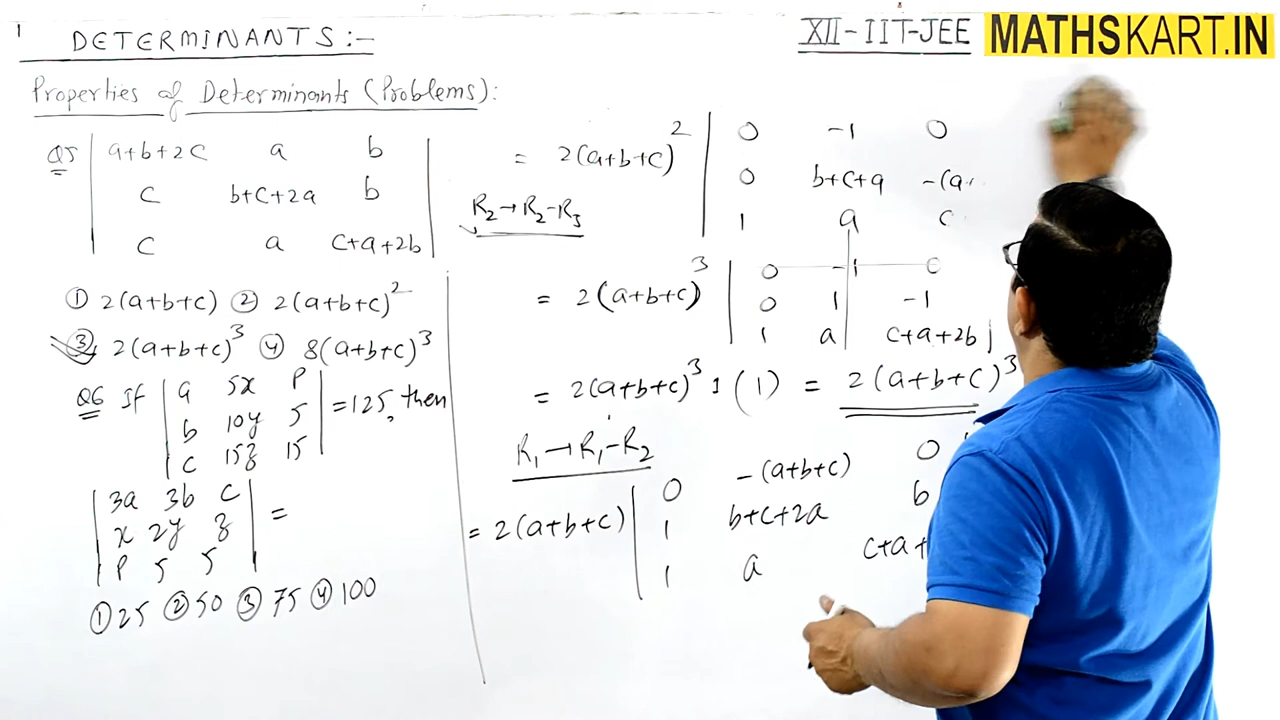 1 DETERMINANTS:-
XII-IIT-JEE MATHSKART.IN
Properties of Determinants (Problems):
Q5 | a+b+2c a b |
| c b+c+2a b |
| c a c+a+2b |
① 2(a+b+c) ② 2(a+b+c)²
③ 2(a+b+c)³ ④ 8(a+b+c)³
Q6 If | a 5x P | = 125, then
| b 10y 5 |
| c 15z 15 |
| 3a 3b c | =
| x 2y z |
| P 5 5 |
① 25 ② 50 ③ 75 ④ 100
= 2(a+b+c)² | 0 -1 0
R₂→R₂-R₃ | 0 b+c+a -(a+
| 1 a c
= 2(a+b+c)³ | 0 -1 0
| 0 1 -1
| 1 a c+a+2b |
= 2(a+b+c)³ 1 (1) = 2(a+b+c)³
R₁→R₁-R₂
= 2(a+b+c) | 0 -(a+b+c) 0
| 1 b+c+2a b
| 1 a c+a+